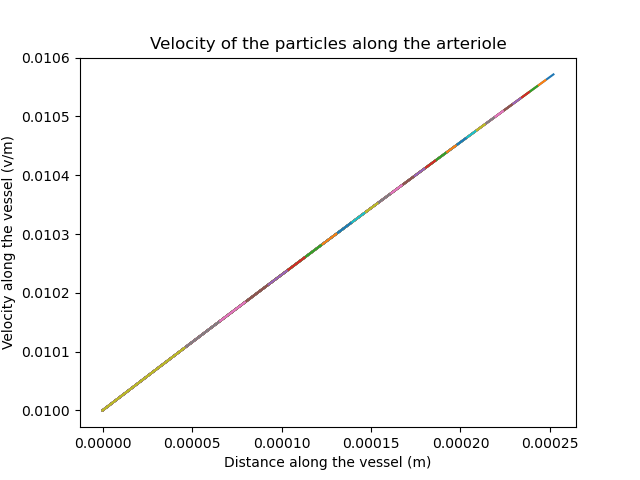 Velocity of the particles along the arteriole
Velocity along the vessel (v/m)
0.0106
0.0105
0.0104
0.0103
0.0102
0.0101
0.0100
0.00000 0.00005 0.00010 0.00015 0.00020 0.00025
Distance along the vessel (m)